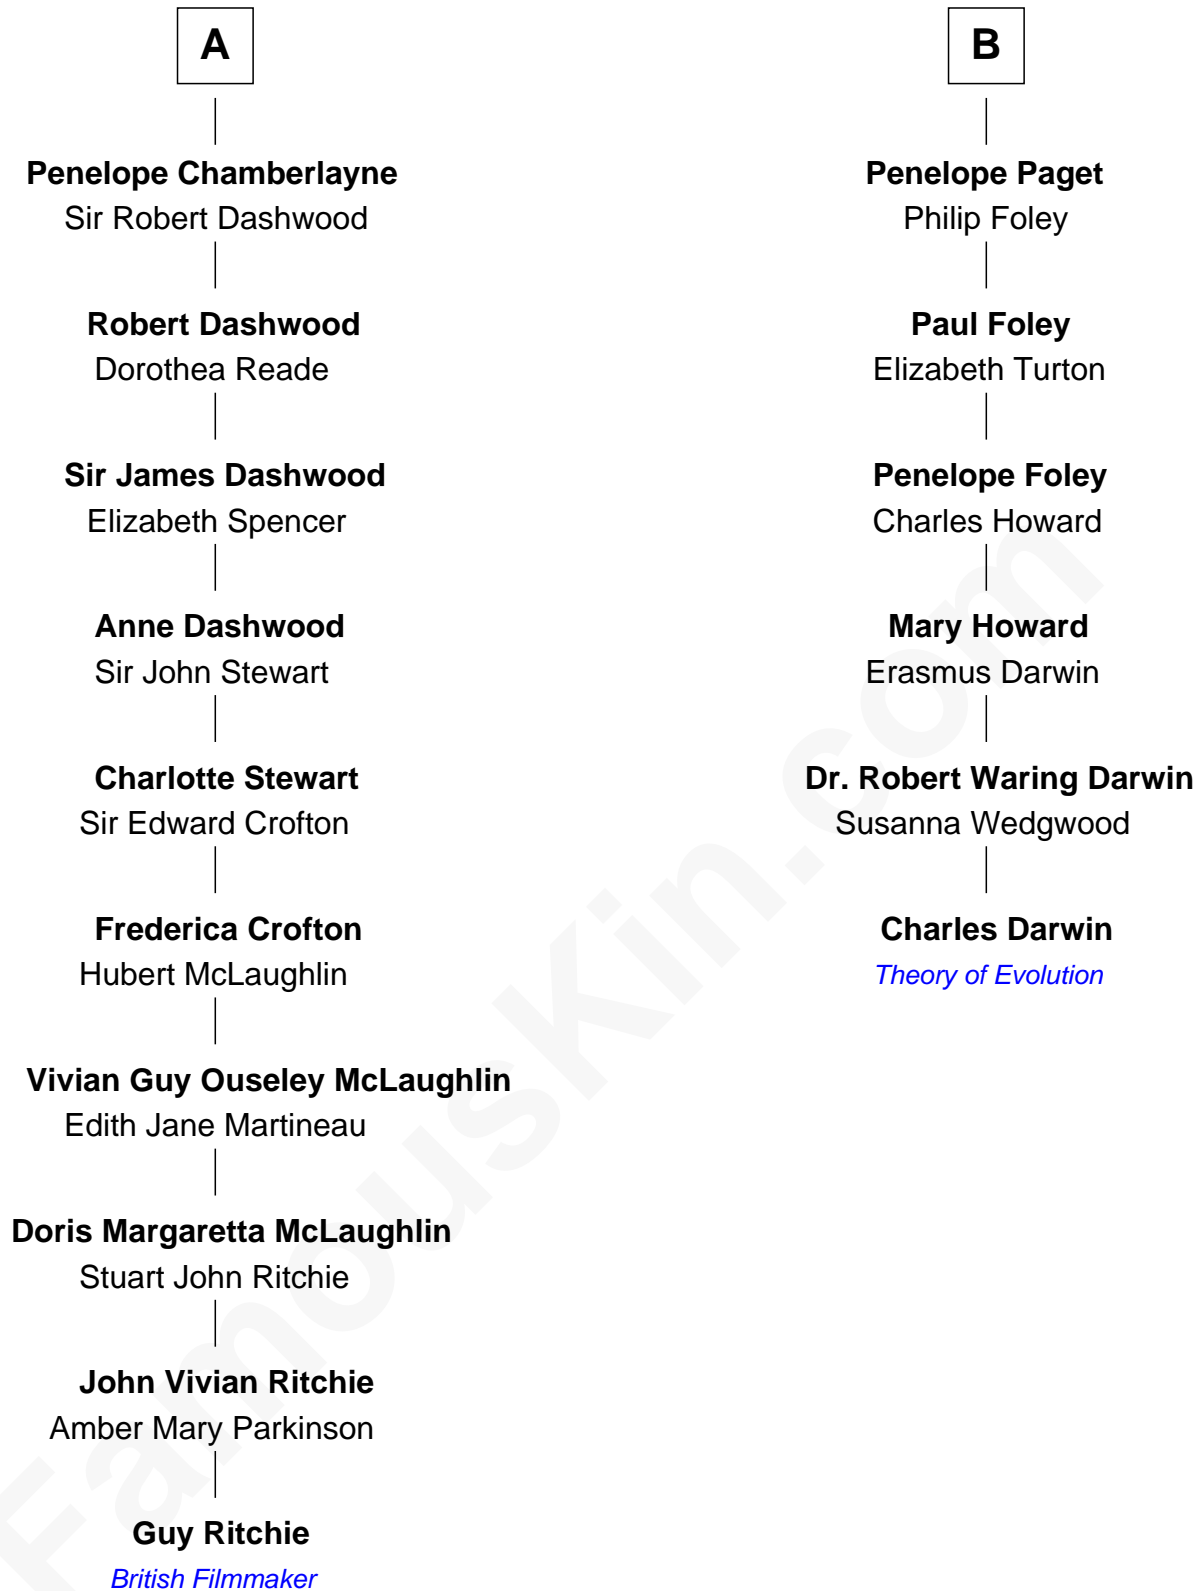 A
Penelope Chamberlayne
Sir Robert Dashwood
Robert Dashwood
Dorothea Reade
Sir James Dashwood
Elizabeth Spencer
Anne Dashwood
Sir John Stewart
Charlotte Stewart
Sir Edward Crofton
Frederica Crofton
Hubert McLaughlin
Vivian Guy Ouseley McLaughlin
Edith Jane Martineau
Doris Margaretta McLaughlin
Stuart John Ritchie
John Vivian Ritchie
Amber Mary Parkinson
Guy Ritchie
British Filmmaker
B
Penelope Paget
Philip Foley
Paul Foley
Elizabeth Turton
Penelope Foley
Charles Howard
Mary Howard
Erasmus Darwin
Dr. Robert Waring Darwin
Susanna Wedgwood
Charles Darwin
Theory of Evolution
FamousKin.com